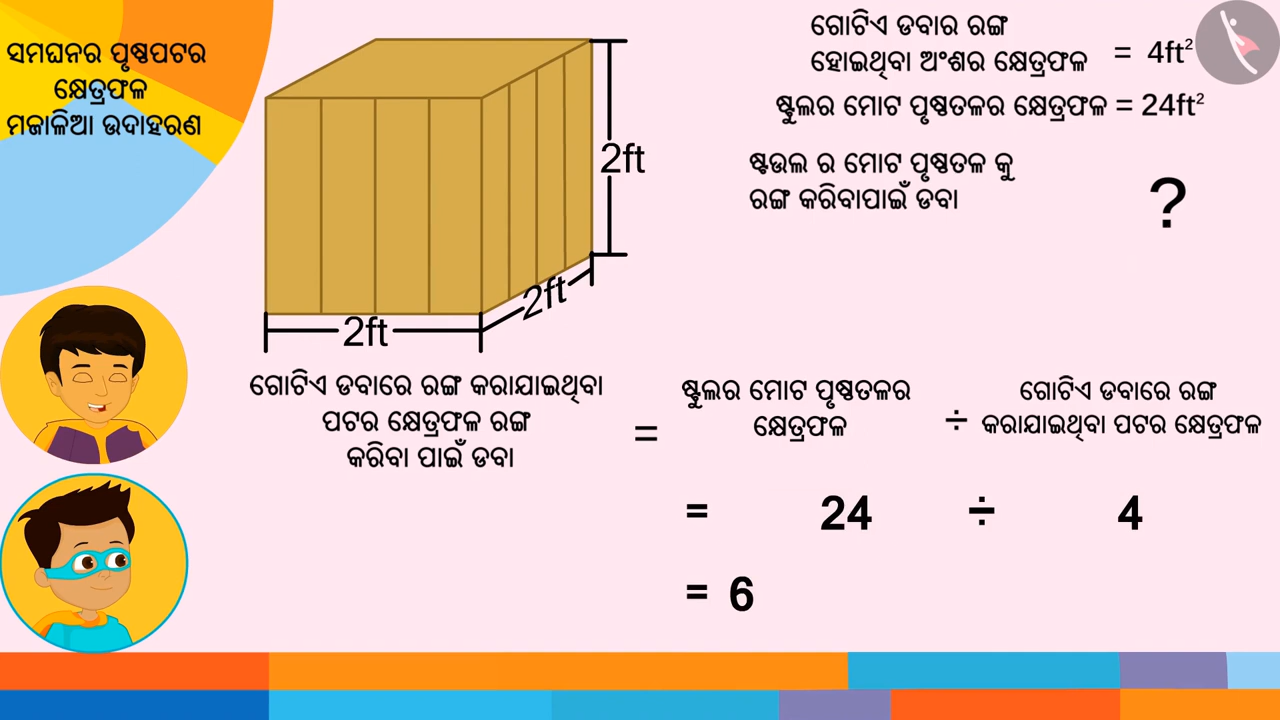 ସମଘନର ପୃଷ୍ଠପଟର
କ୍ଷେତ୍ରଫଳ
ମଜାଳିଆ ଉଦାହରଣ
ଗୋଟିଏ ଡବାର ରଙ୍ଗ
ହୋଇଥିବା ଅଂଶର କ୍ଷେତ୍ରଫଳ = 4ft²
ଷ୍ଟୁଲର ମୋଟ ପୃଷ୍ଠତଳର କ୍ଷେତ୍ରଫଳ = 24ft²
ଷ୍ଟଉଲ ର ମୋଟ ପୃଷ୍ଠତଳ କୁ
ରଙ୍ଗ କରିବାପାଇଁ ଡବା ?
2ft
2ft
2ft
ଗୋଟିଏ ଡବାରେ ରଙ୍ଗ କରାଯାଇଥିବା
ପଟର କ୍ଷେତ୍ରଫଳ ରଙ୍ଗ
କରିବା ପାଇଁ ଡବା
=
ଷ୍ଟୁଲର ମୋଟ ପୃଷ୍ଠତଳର
କ୍ଷେତ୍ରଫଳ
÷
ଗୋଟିଏ ଡବାରେ ରଙ୍ଗ
କରାଯାଇଥିବା ପଟର କ୍ଷେତ୍ରଫଳ
= 24 ÷ 4
= 6